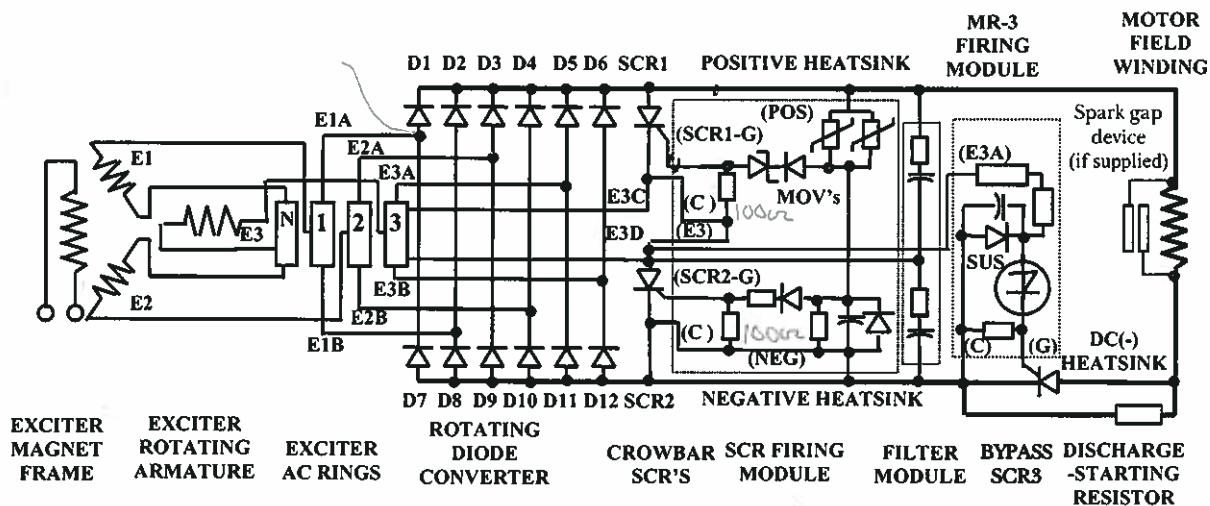 MR-3
FIRING
MODULE
MOTOR
FIELD
WINDING
D1 D2 D3 D4 D5 D6 SCR1 POSITIVE HEATSINK
E1A
E2A
E3A
E1
E2
E3
N
1
2
3
E3C
E3D
E3B
E2B
E1B
(POS)
(SCR1-G)
MOV's
(C)
(E3)
(SCR2-G)
(C)
(NEG)
(E3A)
SUS
(C)
(G)
Spark gap
device
(if supplied)
DC(-)
HEATSINK
D7 D8 D9 D10 D11 D12 SCR2 NEGATIVE HEATSINK
EXCITER
MAGNET
FRAME
EXCITER
ROTATING
ARMATURE
EXCITER
AC RINGS
ROTATING
DIODE
CONVERTER
CROWBAR
SCR'S
SCR FIRING
MODULE
FILTER
MODULE
BYPASS
SCR3
DISCHARGE
-STARTING
RESISTOR